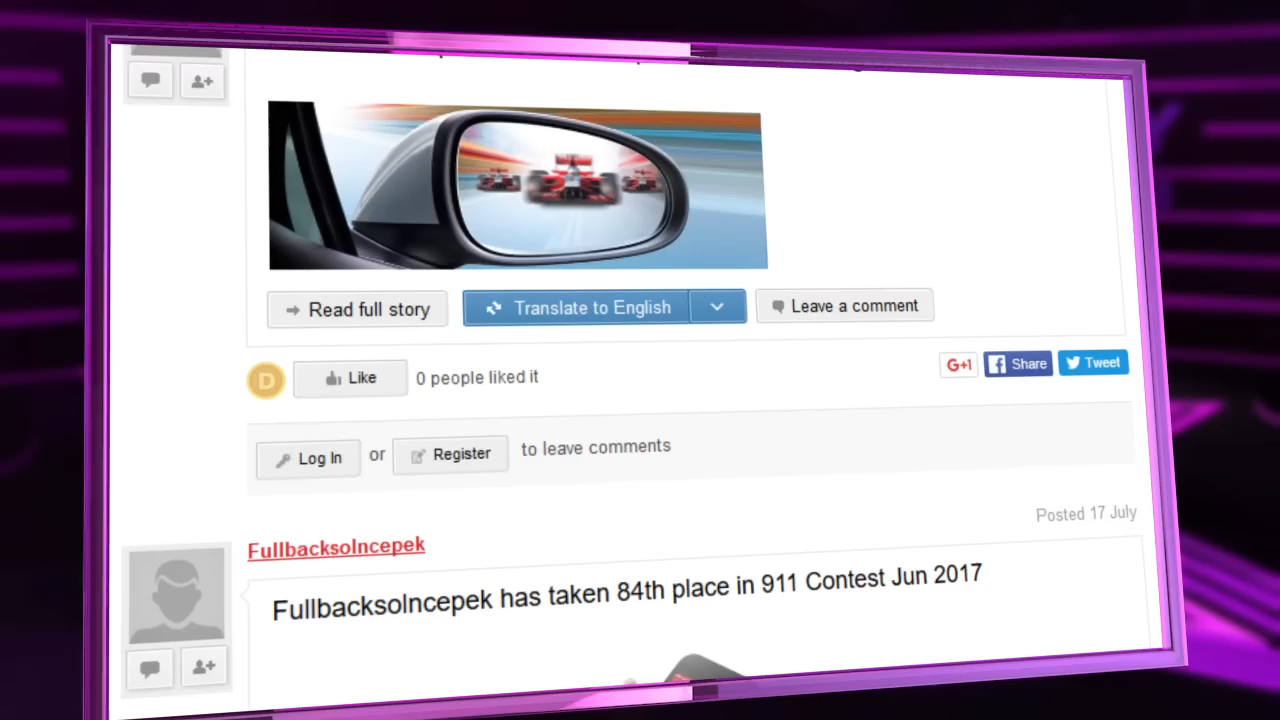 Read full story
Translate to English
Leave a comment
D
Like
0 people liked it
G+1
Share
Tweet
Log In
or
Register
to leave comments
Posted 17 July
Fullbacksolncepek
Fullbacksolncepek has taken 84th place in 911 Contest Jun 2017